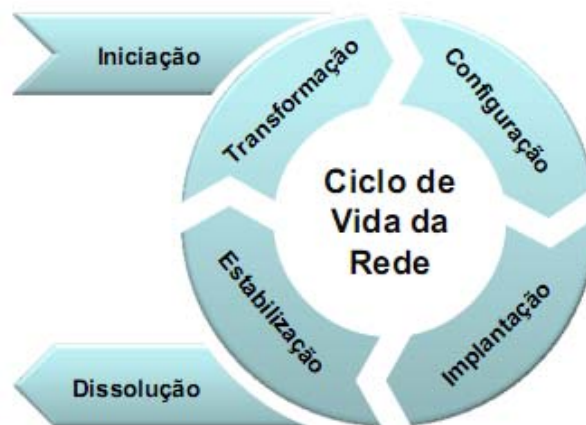 Iniciação
Transformação
Configuração
Ciclo de
Vida da
Rede
Estabilização
Implantação
Dissolução